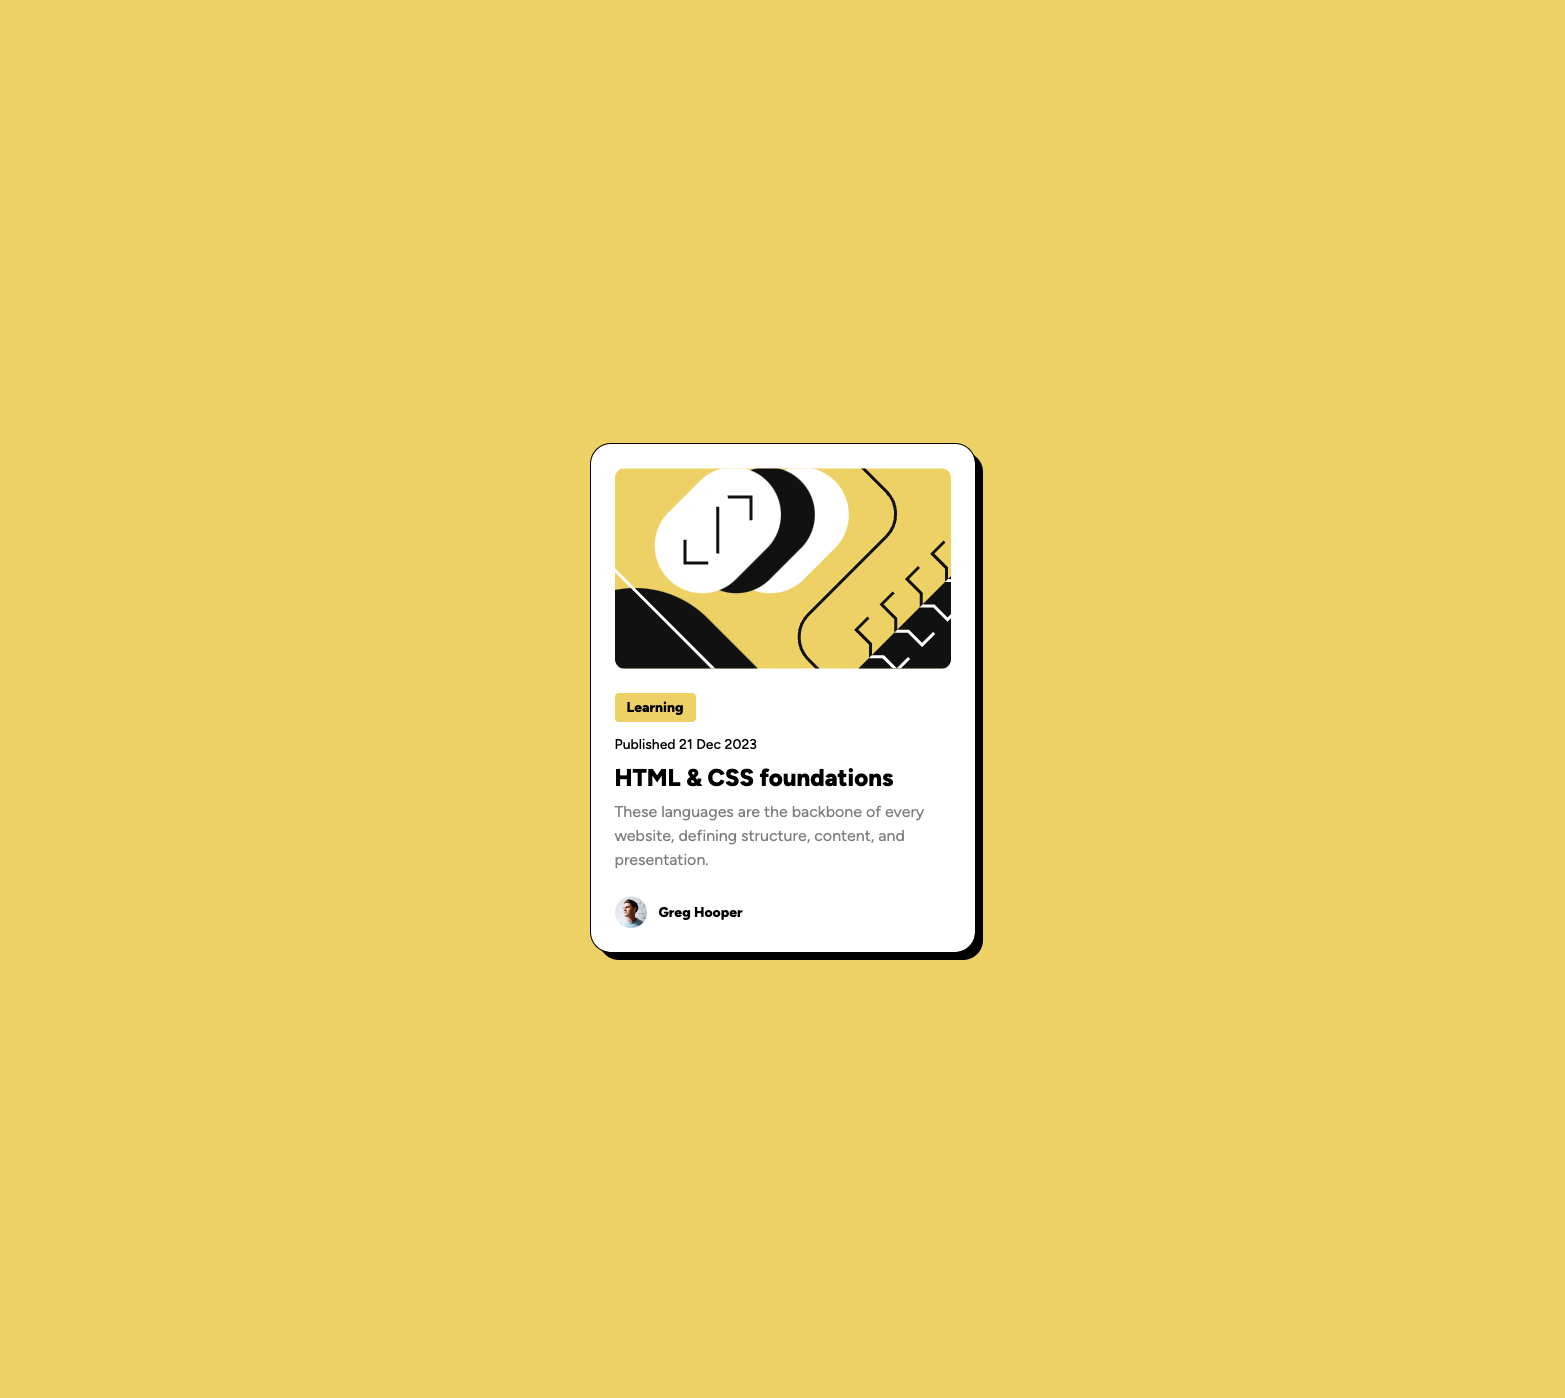 Learning
Published 21 Dec 2023
HTML & CSS foundations
These languages are the backbone of every
website, defining structure, content, and
presentation.
Greg Hooper